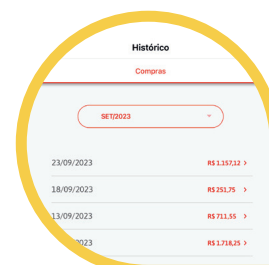 Histórico
Compras
SET/2023
23/09/2023 R$ 1.157,12 >
18/09/2023 R$ 251,75 >
13/09/2023 R$ 711,55 >
2023 R$ 1.718,25 >